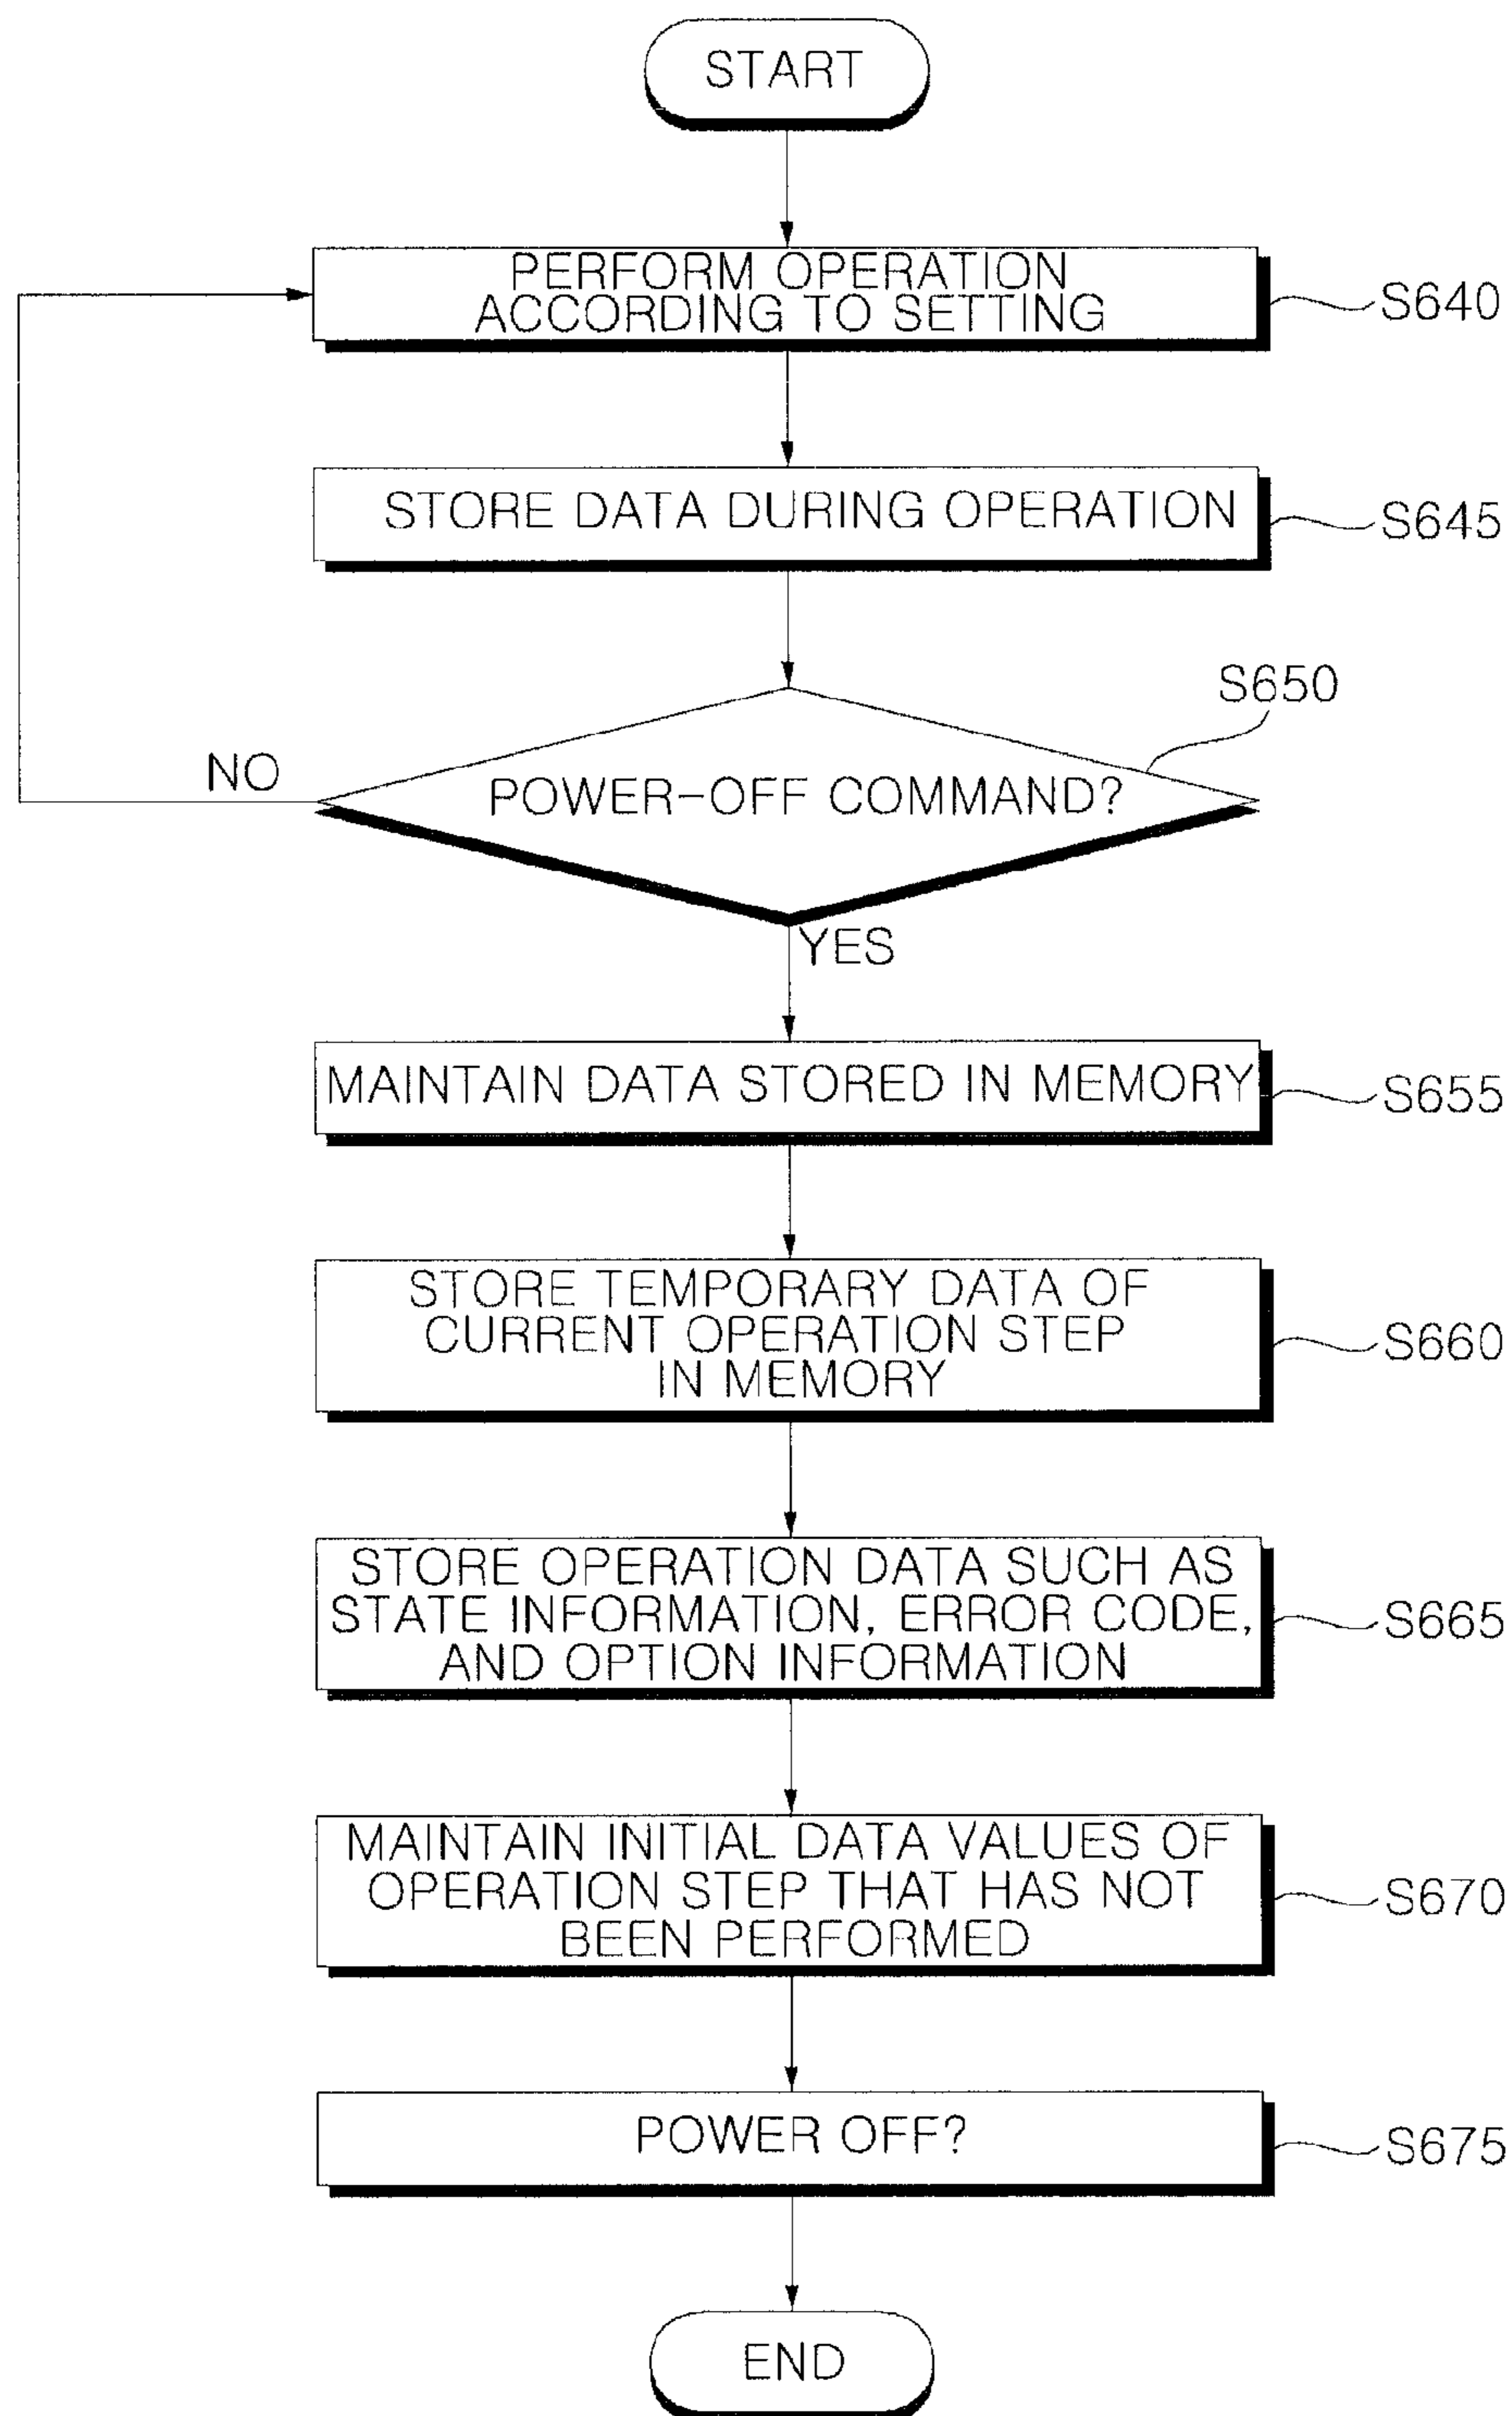 START
PERFORM OPERATION
ACCORDING TO SETTING
S640
STORE DATA DURING OPERATION
S645
S650
NO
POWER-OFF COMMAND?
YES
MAINTAIN DATA STORED IN MEMORY
S655
STORE TEMPORARY DATA OF
CURRENT OPERATION STEP
IN MEMORY
S660
STORE OPERATION DATA SUCH AS
STATE INFORMATION, ERROR CODE,
AND OPTION INFORMATION
S665
MAINTAIN INITIAL DATA VALUES OF
OPERATION STEP THAT HAS NOT
BEEN PERFORMED
S670
POWER OFF?
S675
END